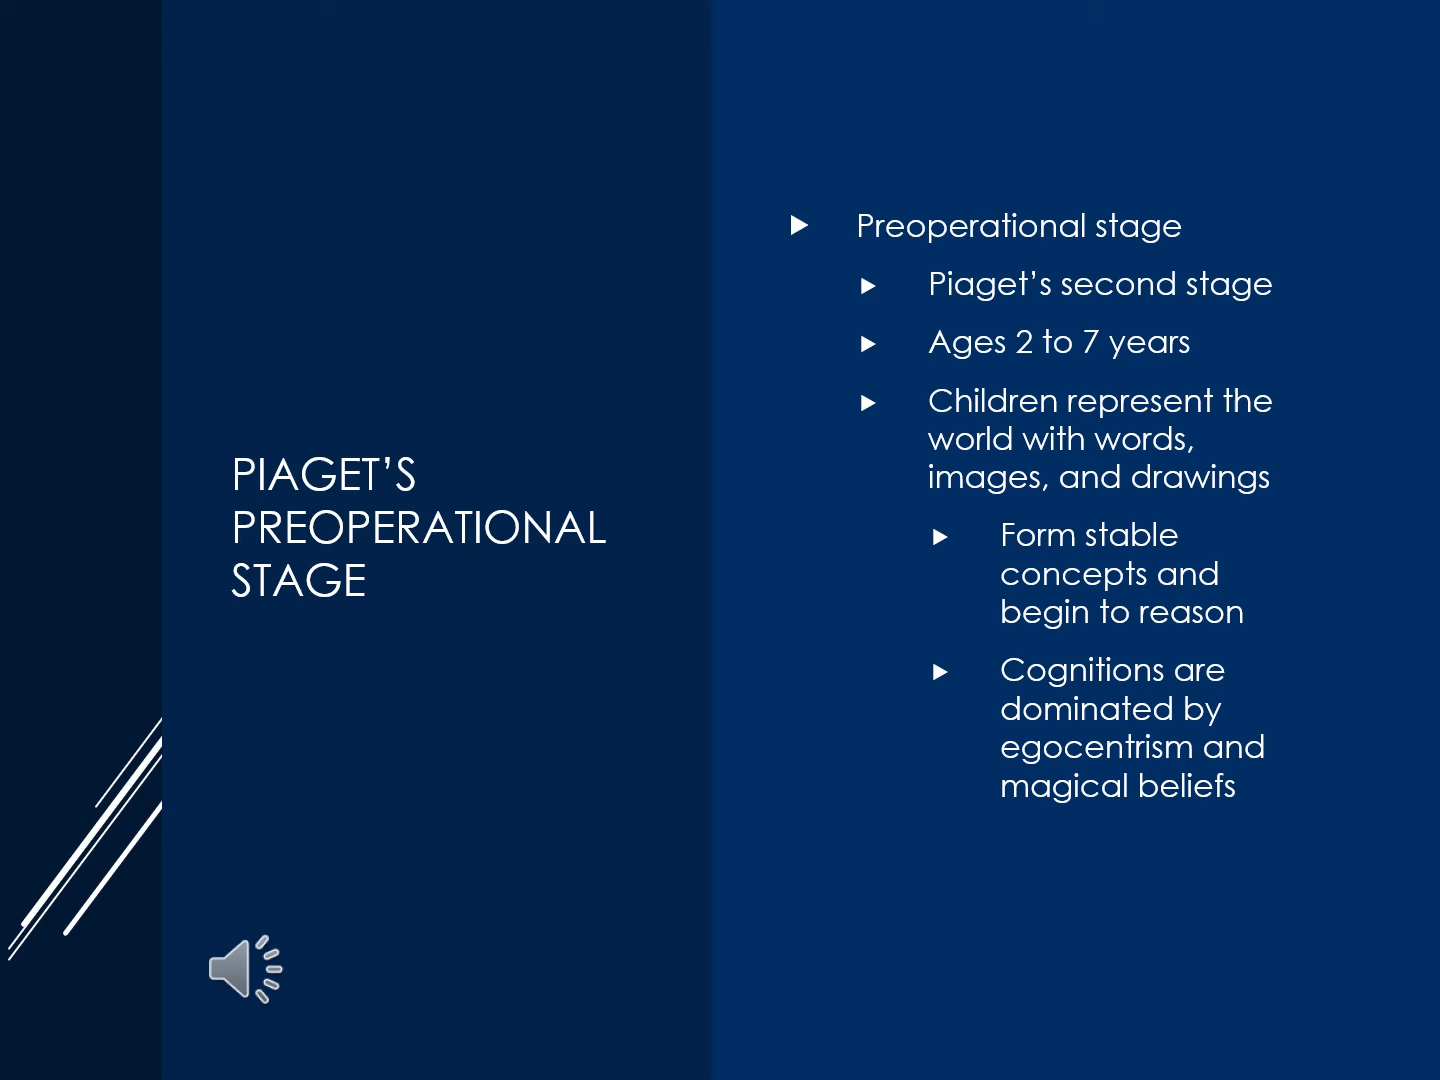 PIAGET’S
PREOPERATIONAL
STAGE
Preoperational stage
Piaget’s second stage
Ages 2 to 7 years
Children represent the
world with words,
images, and drawings
Form stable
concepts and
begin to reason
Cognitions are
dominated by
egocentrism and
magical beliefs